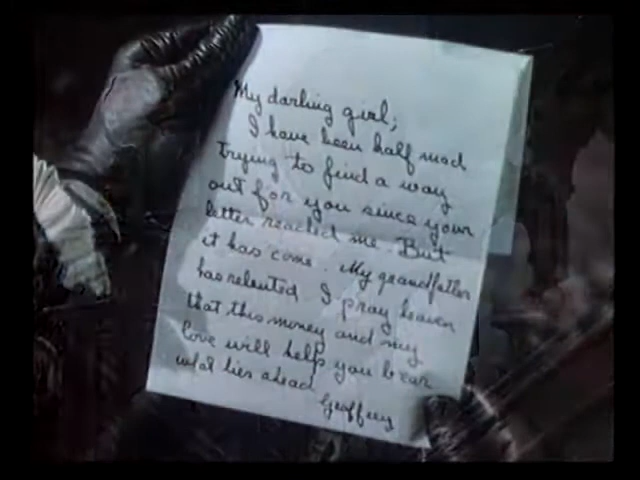 My darling girl;
I have been half mad
trying to find a way
out for you since your
letter reached me. But
it has come. My grandfather
has relented. I pray heaven
that this money and my
love will help you bear
what lies ahead.
Geoffrey